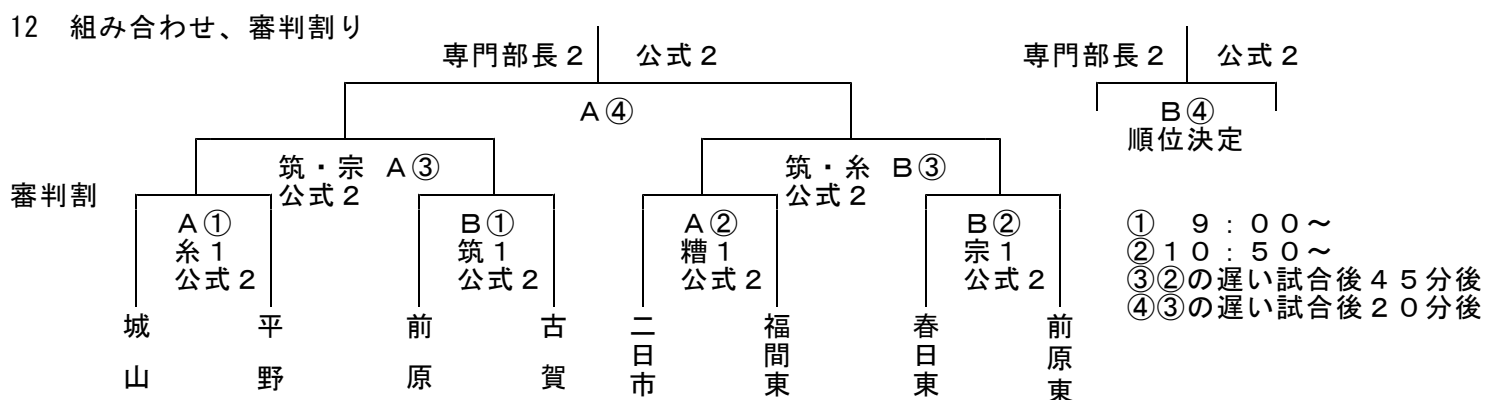 12 組み合わせ、審判割り
専門部長２ 公式２
専門部長２ 公式２
Ａ④
Ｂ④
順位決定
筑・宗 Ａ③
公式２
筑・糸 Ｂ③
公式２
審判割
Ａ①
糸１
公式２
Ｂ①
筑１
公式２
Ａ②
糟１
公式２
Ｂ②
宗１
公式２
① ９：００～
②１０：５０～
③②の遅い試合後４５分後
④③の遅い試合後２０分後
城山
平野
前原
古賀
二日市
福間東
春日東
前原東